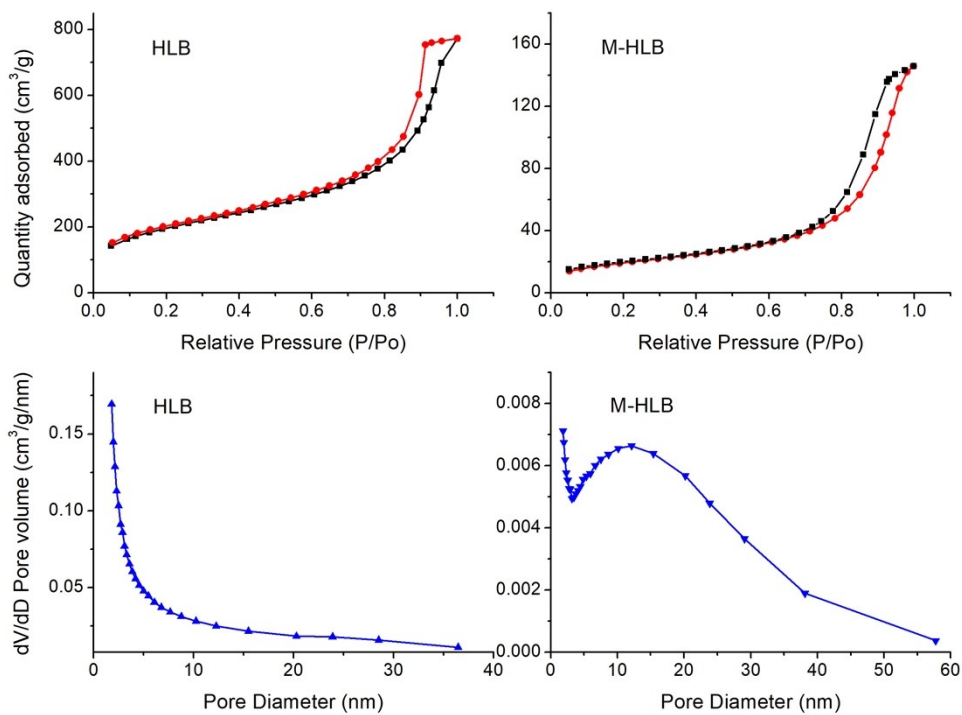 Quantity adsorbed (cm³/g)
800
600
400
200
0
HLB
0.0 0.2 0.4 0.6 0.8 1.0
Relative Pressure (P/Po)
160
120
80
40
0
M-HLB
0.0 0.2 0.4 0.6 0.8 1.0
Relative Pressure (P/Po)
dV/dD Pore volume (cm³/g/nm)
0.15
0.10
0.05
HLB
0 10 20 30 40
Pore Diameter (nm)
0.008
0.006
0.004
0.002
0.000
M-HLB
0 10 20 30 40 50 60
Pore Diameter (nm)